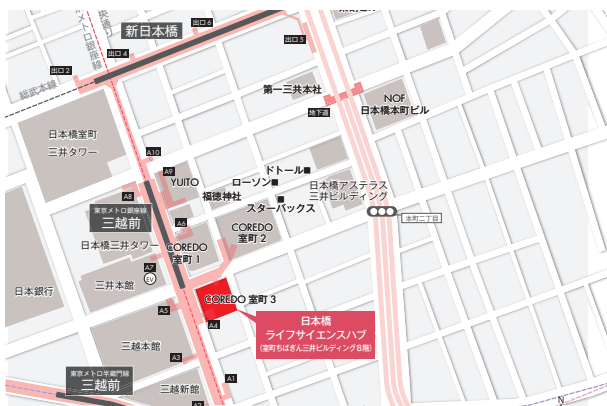 出口 6
新日本橋
出口 4
出口 5
出口 2
総武本線
第一三共本社
NOF
日本橋本町ビル
地下道
日本橋室町
三井タワー
A10
A9
YUITO
ドトール
ローソン
福徳神社
スターバックス
日本橋アステラス
三井ビルディング
A8
東京メトロ銀座線
三越前
本町二丁目
A6
COREDO
室町 2
日本橋三井タワー
COREDO
室町 1
A7
EV
三井本館
日本銀行
COREDO 室町 3
A5
A4
日本橋
ライフサイエンスハブ
(室町ちばぎん三井ビルディング8階)
三越本館
A3
東京メトロ半蔵門線
三越前
A1
三越新館
N